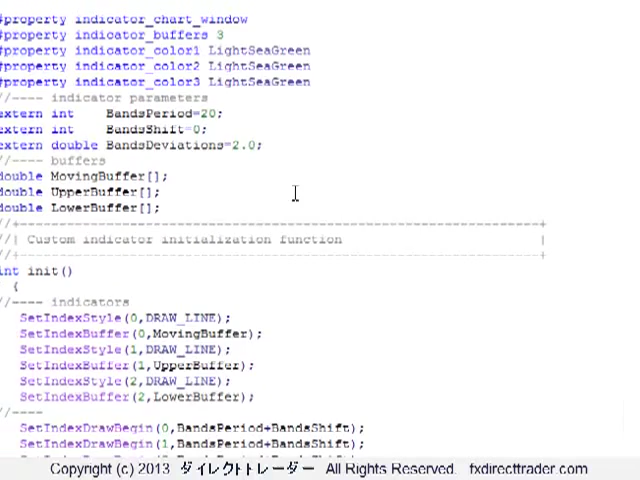 #property indicator_chart_window
#property indicator_buffers 3
#property indicator_color1 LightSeaGreen
#property indicator_color2 LightSeaGreen
#property indicator_color3 LightSeaGreen
//---- indicator parameters
extern int    BandsPeriod=20;
extern int    BandsShift=0;
extern double BandsDeviations=2.0;
//---- buffers
double MovingBuffer[];
double UpperBuffer[];
double LowerBuffer[];
//+------------------------------------------------------------------+
//| Custom indicator initialization function                         |
//+------------------------------------------------------------------+
int init()
  {
//---- indicators
   SetIndexStyle(0,DRAW_LINE);
   SetIndexBuffer(0,MovingBuffer);
   SetIndexStyle(1,DRAW_LINE);
   SetIndexBuffer(1,UpperBuffer);
   SetIndexStyle(2,DRAW_LINE);
   SetIndexBuffer(2,LowerBuffer);
//----
   SetIndexDrawBegin(0,BandsPeriod+BandsShift);
   SetIndexDrawBegin(1,BandsPeriod+BandsShift);
Copyright (c) 2013 ダイレクトトレーダー All Rights Reserved. fxdirecttrader.com